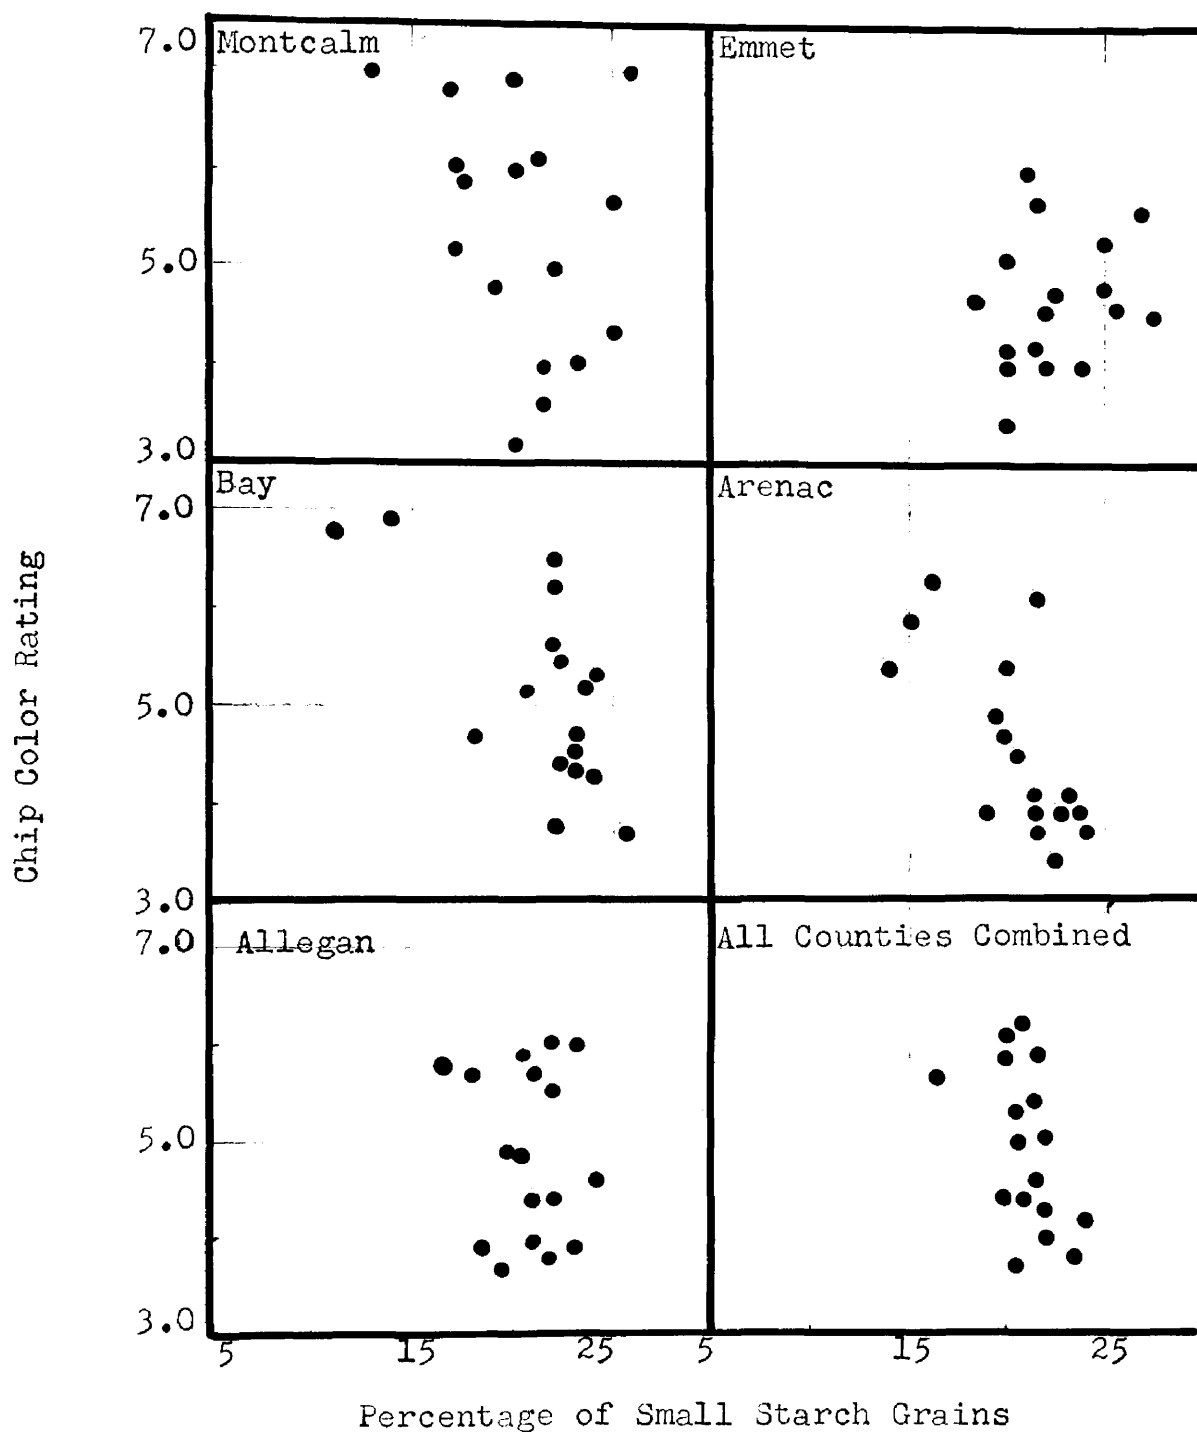 7.0 Montcalm Emmet
5.0
3.0
Bay Arenac
7.0
5.0
3.0
7.0 Allegan All Counties Combined
5.0
3.0
5 15 25 5 15 25
Chip Color Rating
Percentage of Small Starch Grains